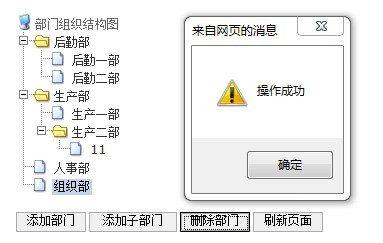 部门组织结构图
后勤部
后勤一部
后勤二部
生产部
生产一部
生产二部
11
人事部
组织部
来自网页的消息
操作成功
确定
添加部门 添加子部门 删除部门 刷新页面